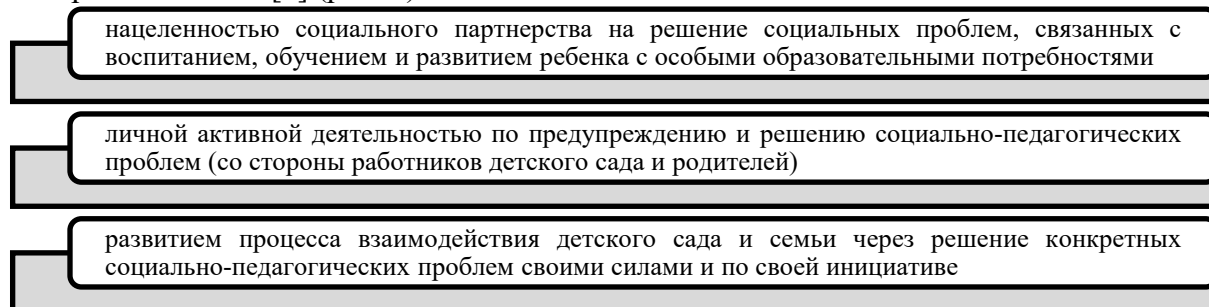 нацеленностью социального партнерства на решение социальных проблем, связанных с
воспитанием, обучением и развитием ребенка с особыми образовательными потребностями
личной активной деятельностью по предупреждению и решению социально-педагогических
проблем (со стороны работников детского сада и родителей)
развитием процесса взаимодействия детского сада и семьи через решение конкретных
социально-педагогических проблем своими силами и по своей инициативе